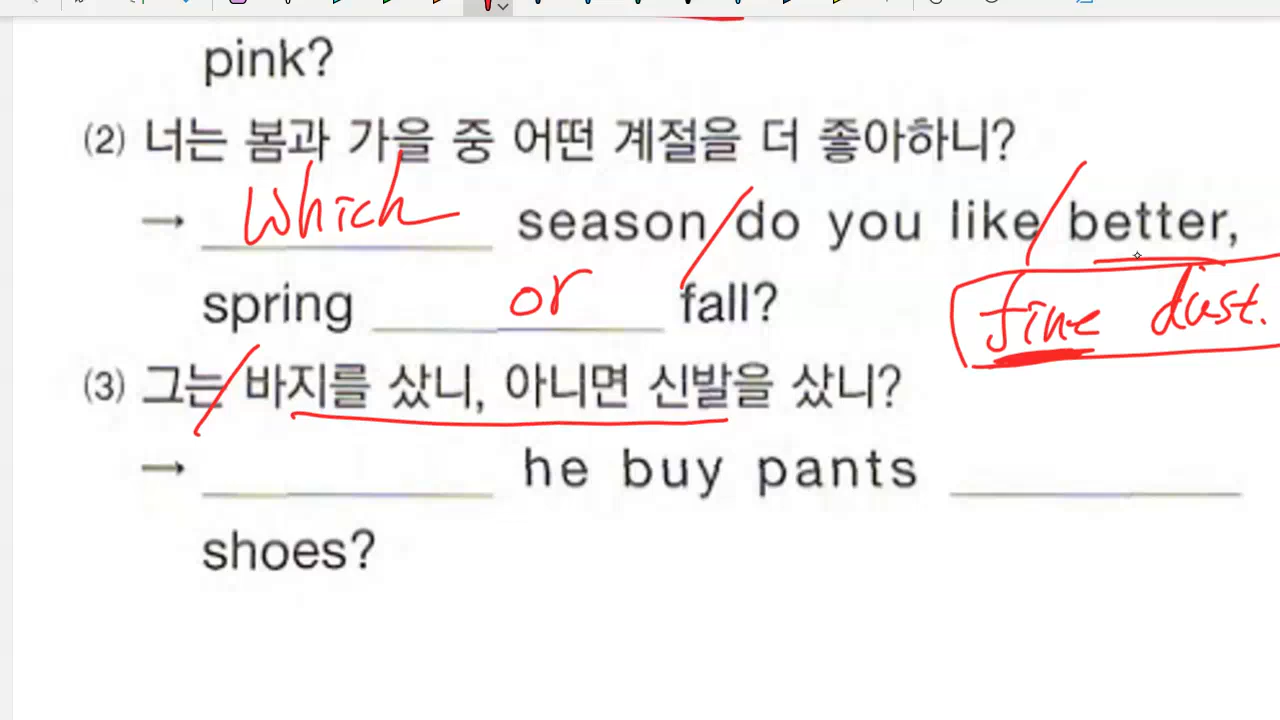 pink?
(2) 너는 봄과 가을 중 어떤 계절을 더 좋아하니?
→ Which season do you like better,
spring or fall?
fine dust.
(3) 그는 바지를 샀니, 아니면 신발을 샀니?
→ ____ he buy pants ____
shoes?